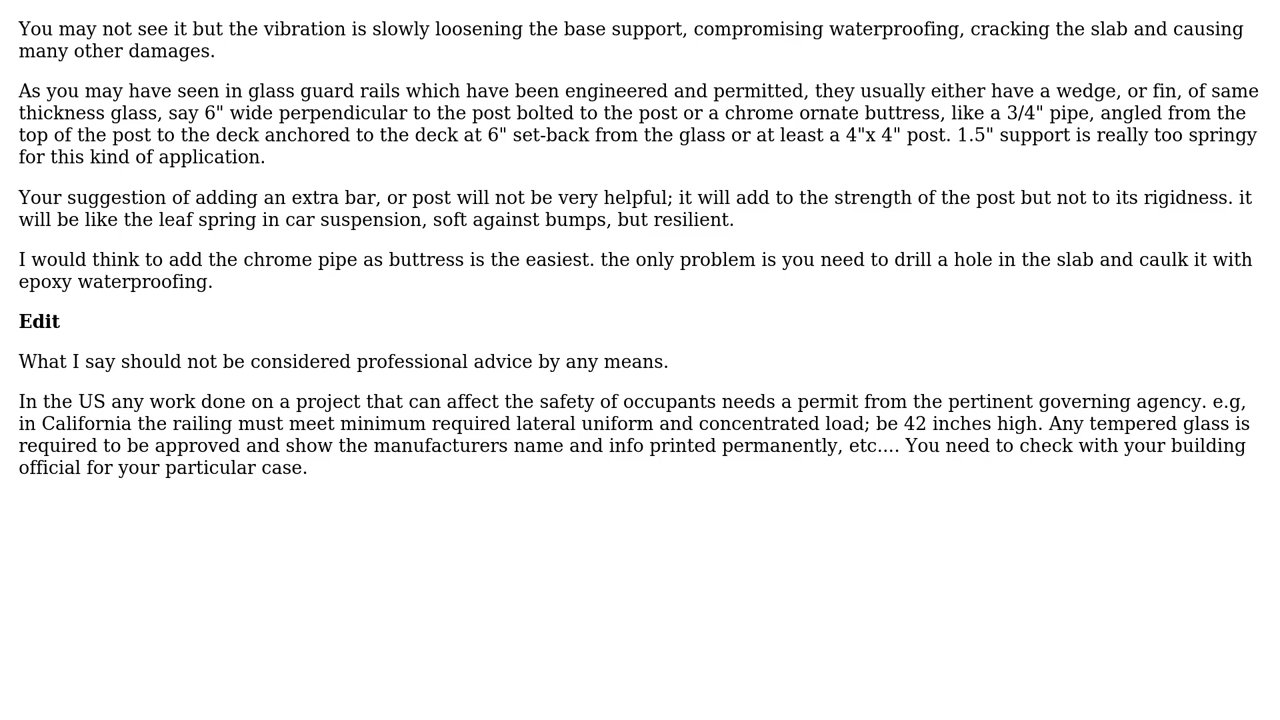 You may not see it but the vibration is slowly loosening the base support, compromising waterproofing, cracking the slab and causing
many other damages.
As you may have seen in glass guard rails which have been engineered and permitted, they usually either have a wedge, or fin, of same
thickness glass, say 6" wide perpendicular to the post bolted to the post or a chrome ornate buttress, like a 3/4" pipe, angled from the
top of the post to the deck anchored to the deck at 6" set-back from the glass or at least a 4"x 4" post. 1.5" support is really too springy
for this kind of application.
Your suggestion of adding an extra bar, or post will not be very helpful; it will add to the strength of the post but not to its rigidness. it
will be like the leaf spring in car suspension, soft against bumps, but resilient.
I would think to add the chrome pipe as buttress is the easiest. the only problem is you need to drill a hole in the slab and caulk it with
epoxy waterproofing.
Edit
What I say should not be considered professional advice by any means.
In the US any work done on a project that can affect the safety of occupants needs a permit from the pertinent governing agency. e.g,
in California the railing must meet minimum required lateral uniform and concentrated load; be 42 inches high. Any tempered glass is
required to be approved and show the manufacturers name and info printed permanently, etc.... You need to check with your building
official for your particular case.